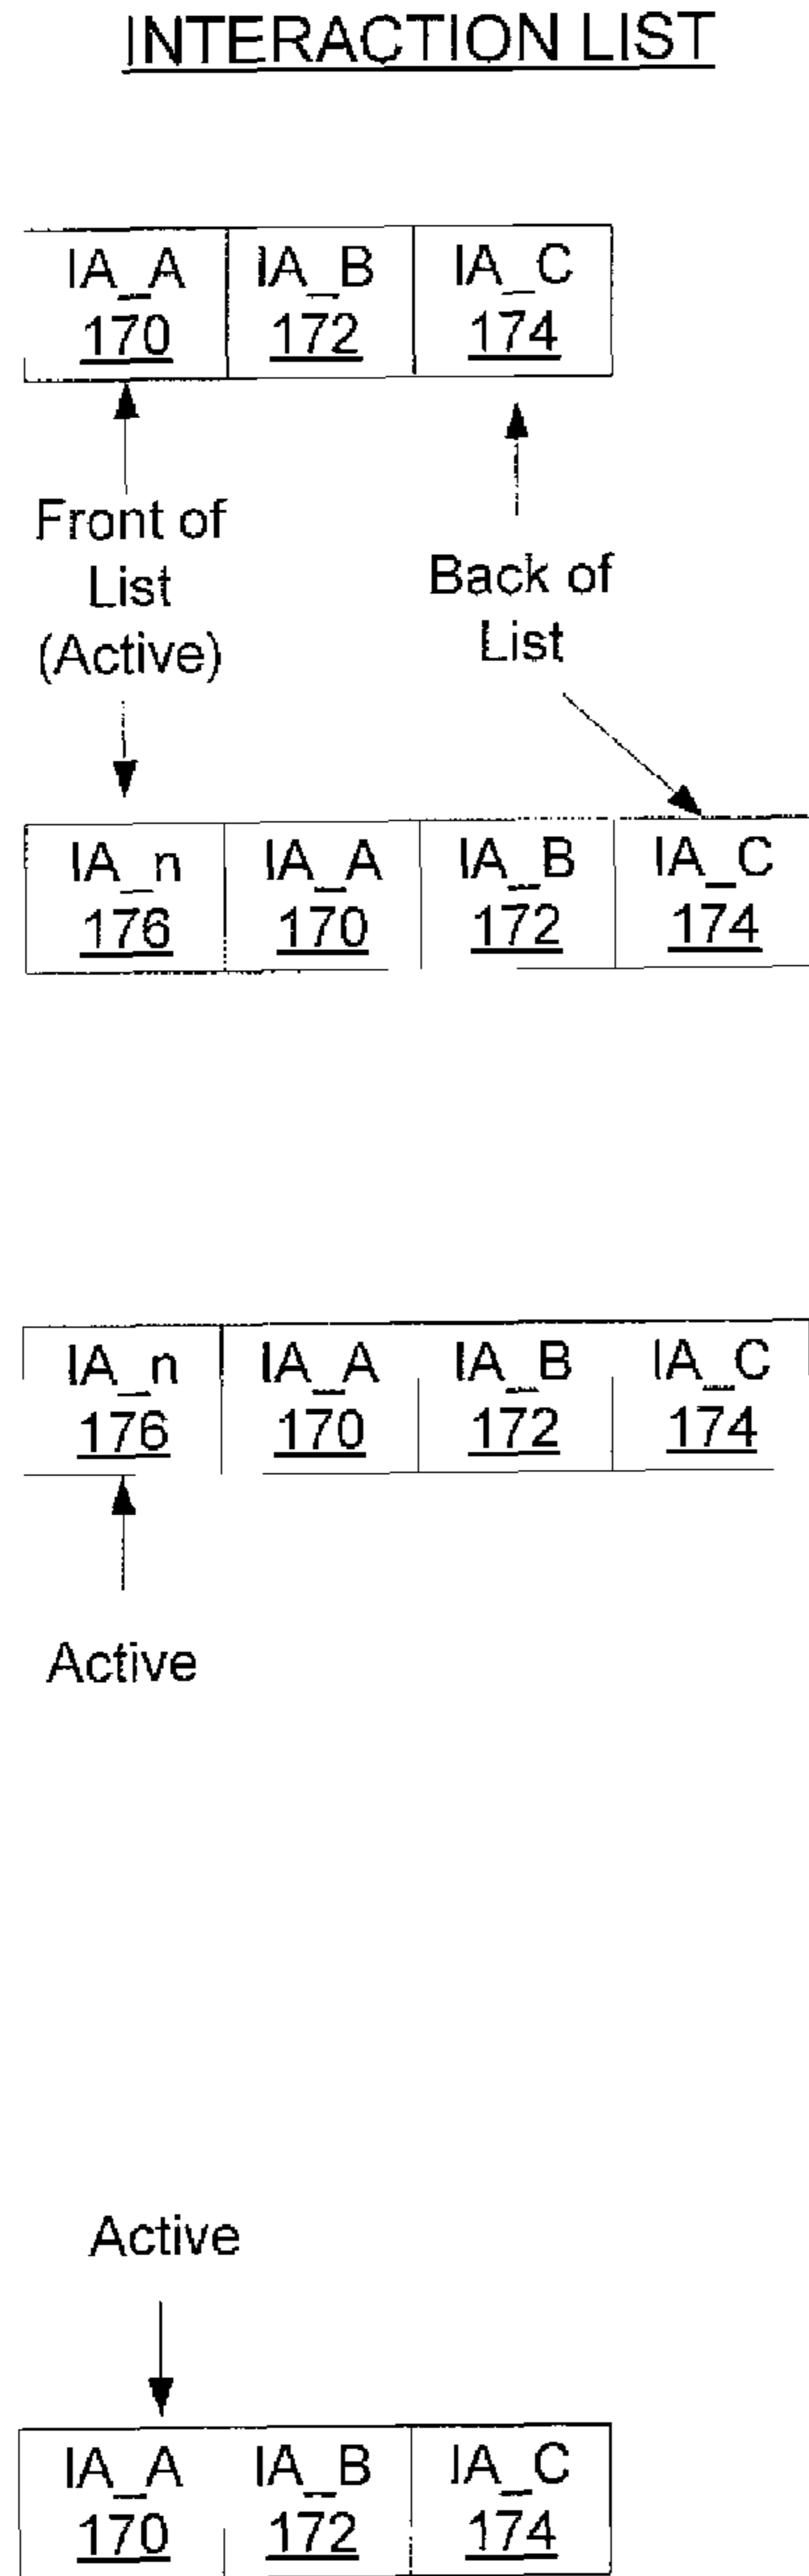 INTERACTION LIST
IA_A IA_B IA_C
170 172 174
Front of
List
(Active)
Back of
List
IA_n IA_A IA_B IA_C
176 170 172 174
IA_n IA_A IA_B IA_C
176 170 172 174
Active
Active
IA_A IA_B IA_C
170 172 174